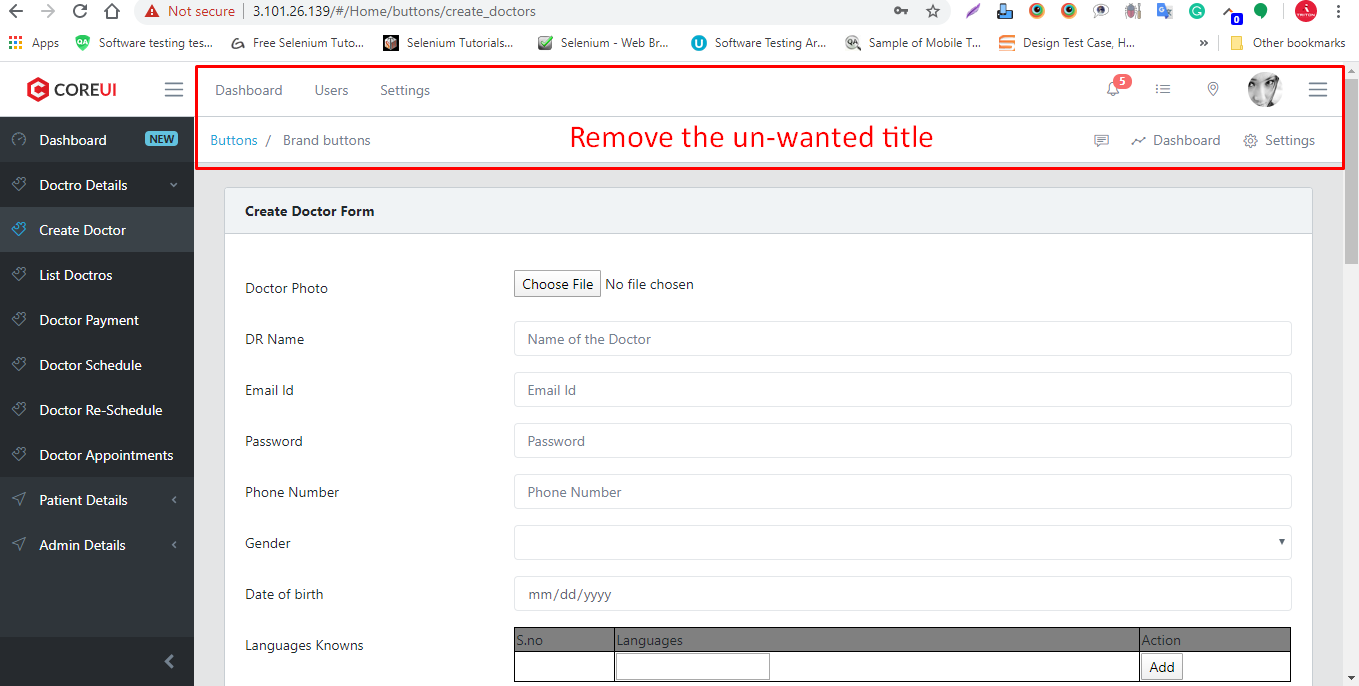 Not secure 3.101.26.139/#/Home/buttons/create_doctors 0
Apps Software testing tes... Free Selenium Tuto... Selenium Tutorials... Selenium - Web Br... Software Testing Ar... Sample of Mobile T... Design Test Case, H... » Other bookmarks
COREUI Dashboard Users Settings 5
Dashboard NEW Buttons / Brand buttons Remove the un-wanted title Dashboard Settings
Doctro Details
Create Doctor Form
Create Doctor
List Doctros
Doctor Photo Choose File No file chosen
Doctor Payment
DR Name Name of the Doctor
Doctor Schedule
Email Id Email Id
Doctor Re-Schedule
Password Password
Doctor Appointments
Phone Number Phone Number
Patient Details
Gender
Admin Details
Date of birth mm/dd/yyyy
Languages Knowns S.no Languages Action
Add